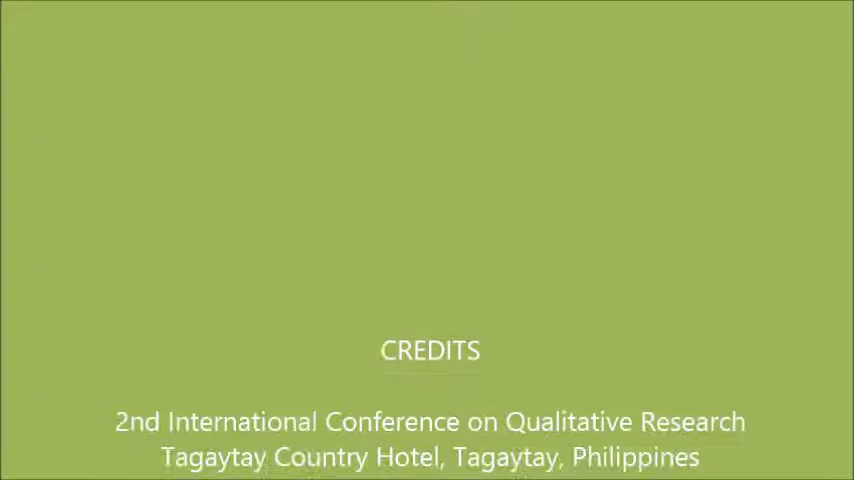 CREDITS
2nd International Conference on Qualitative Research
Tagaytay Country Hotel, Tagaytay, Philippines